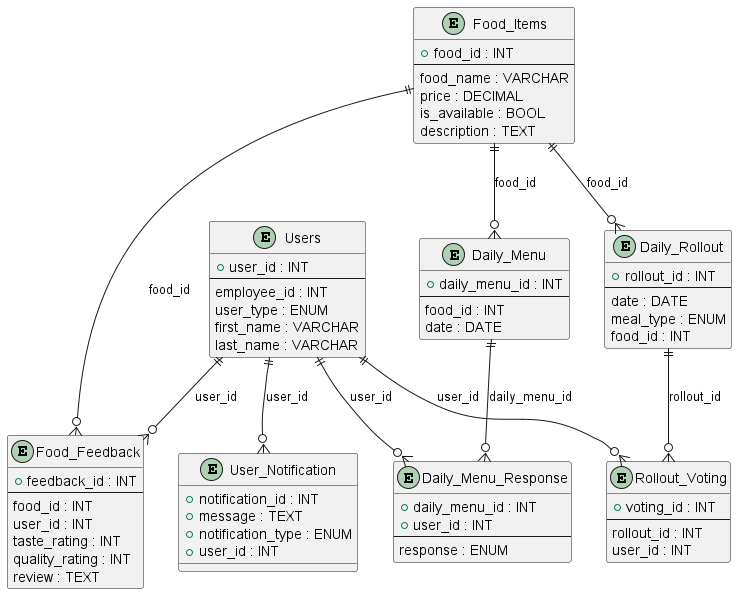 E Food_Items
food_id : INT
food_name : VARCHAR
price : DECIMAL
is_available : BOOL
description : TEXT
food_id
food_id
food_id
E Users
user_id : INT
employee_id : INT
user_type : ENUM
first_name : VARCHAR
last_name : VARCHAR
E Daily_Menu
daily_menu_id : INT
food_id : INT
date : DATE
E Daily_Rollout
rollout_id : INT
date : DATE
meal_type : ENUM
food_id : INT
user_id
user_id
user_id
user_id
daily_menu_id
rollout_id
E Food_Feedback
feedback_id : INT
food_id : INT
user_id : INT
taste_rating : INT
quality_rating : INT
review : TEXT
E User_Notification
notification_id : INT
message : TEXT
notification_type : ENUM
user_id : INT
E Daily_Menu_Response
daily_menu_id : INT
user_id : INT
response : ENUM
E Rollout_Voting
voting_id : INT
rollout_id : INT
user_id : INT